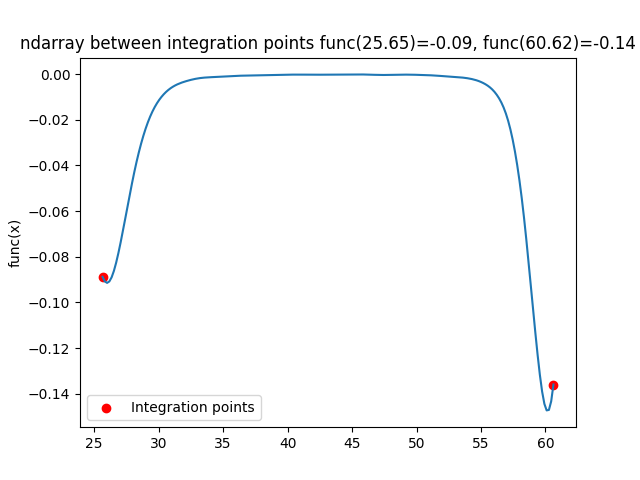 ndarray between integration points func(25.65)=-0.09, func(60.62)=-0.14
func(x)
0.00
−0.02
−0.04
−0.06
−0.08
−0.10
−0.12
−0.14
Integration points
25 30 35 40 45 50 55 60